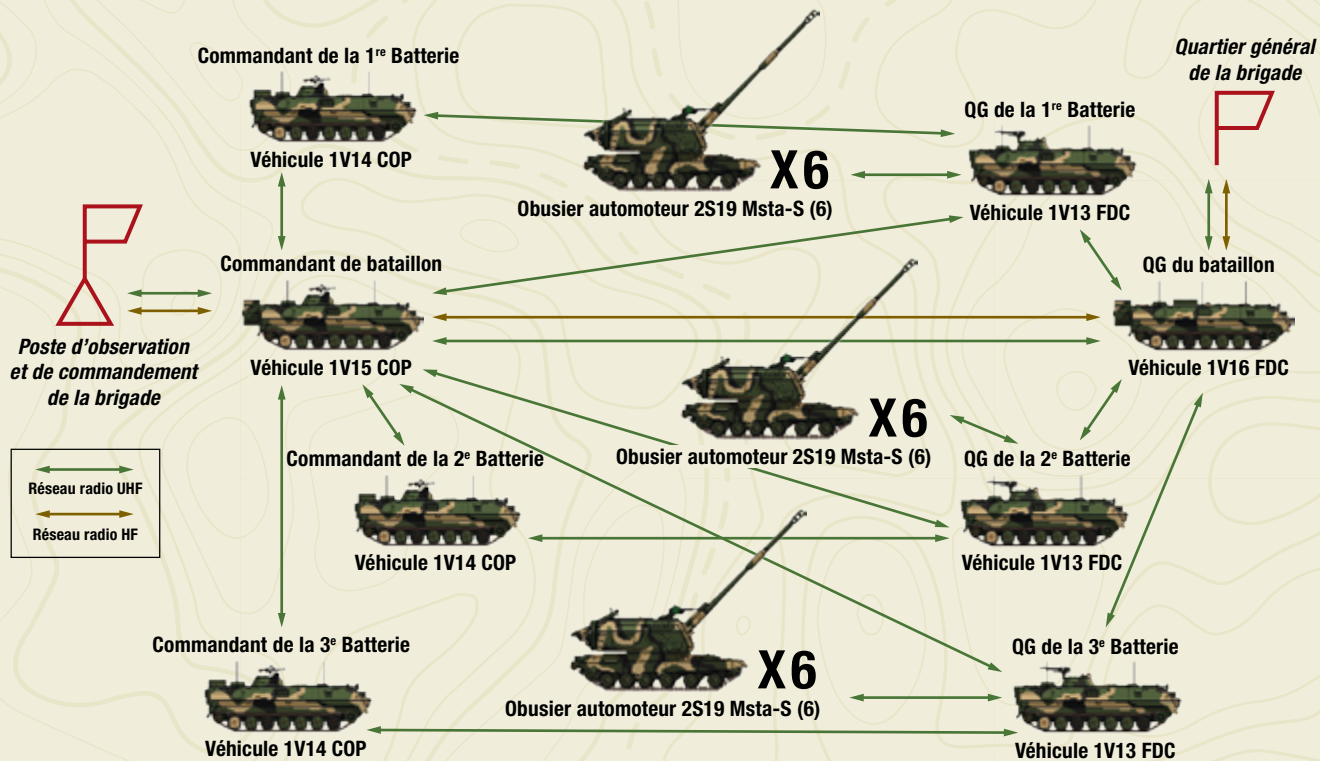 Commandant de la 1re Batterie
Véhicule 1V14 COP
X6
Obusier automoteur 2S19 Msta-S (6)
QG de la 1re Batterie
Véhicule 1V13 FDC
Quartier général
de la brigade
Commandant de bataillon
Véhicule 1V15 COP
QG du bataillon
Véhicule 1V16 FDC
Poste d'observation
et de commandement
de la brigade
X6
Obusier automoteur 2S19 Msta-S (6)
Commandant de la 2e Batterie
Véhicule 1V14 COP
QG de la 2e Batterie
Véhicule 1V13 FDC
Réseau radio UHF
Réseau radio HF
Commandant de la 3e Batterie
Véhicule 1V14 COP
X6
Obusier automoteur 2S19 Msta-S (6)
QG de la 3e Batterie
Véhicule 1V13 FDC